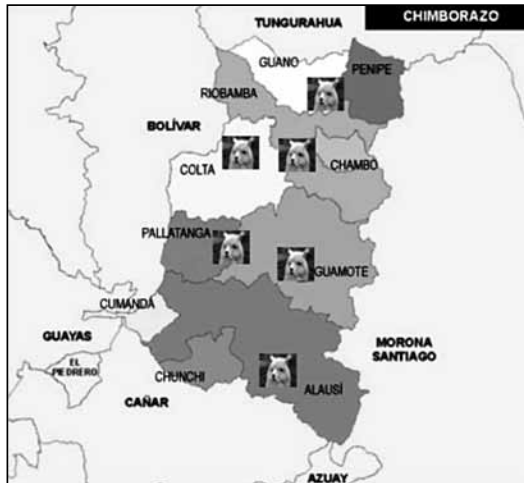 CHIMBORAZO
TUNGURAHUA
GUANO
PENIPE
RIOBAMBA
BOLÍVAR
CHAMBO
COLTA
PALLATANGA
GUAMOTE
CUMANDÁ
GUAYAS
MORONA
SANTIAGO
EL
PIEDRERO
CHUNCHI
ALAUSÍ
CAÑAR
AZUAY